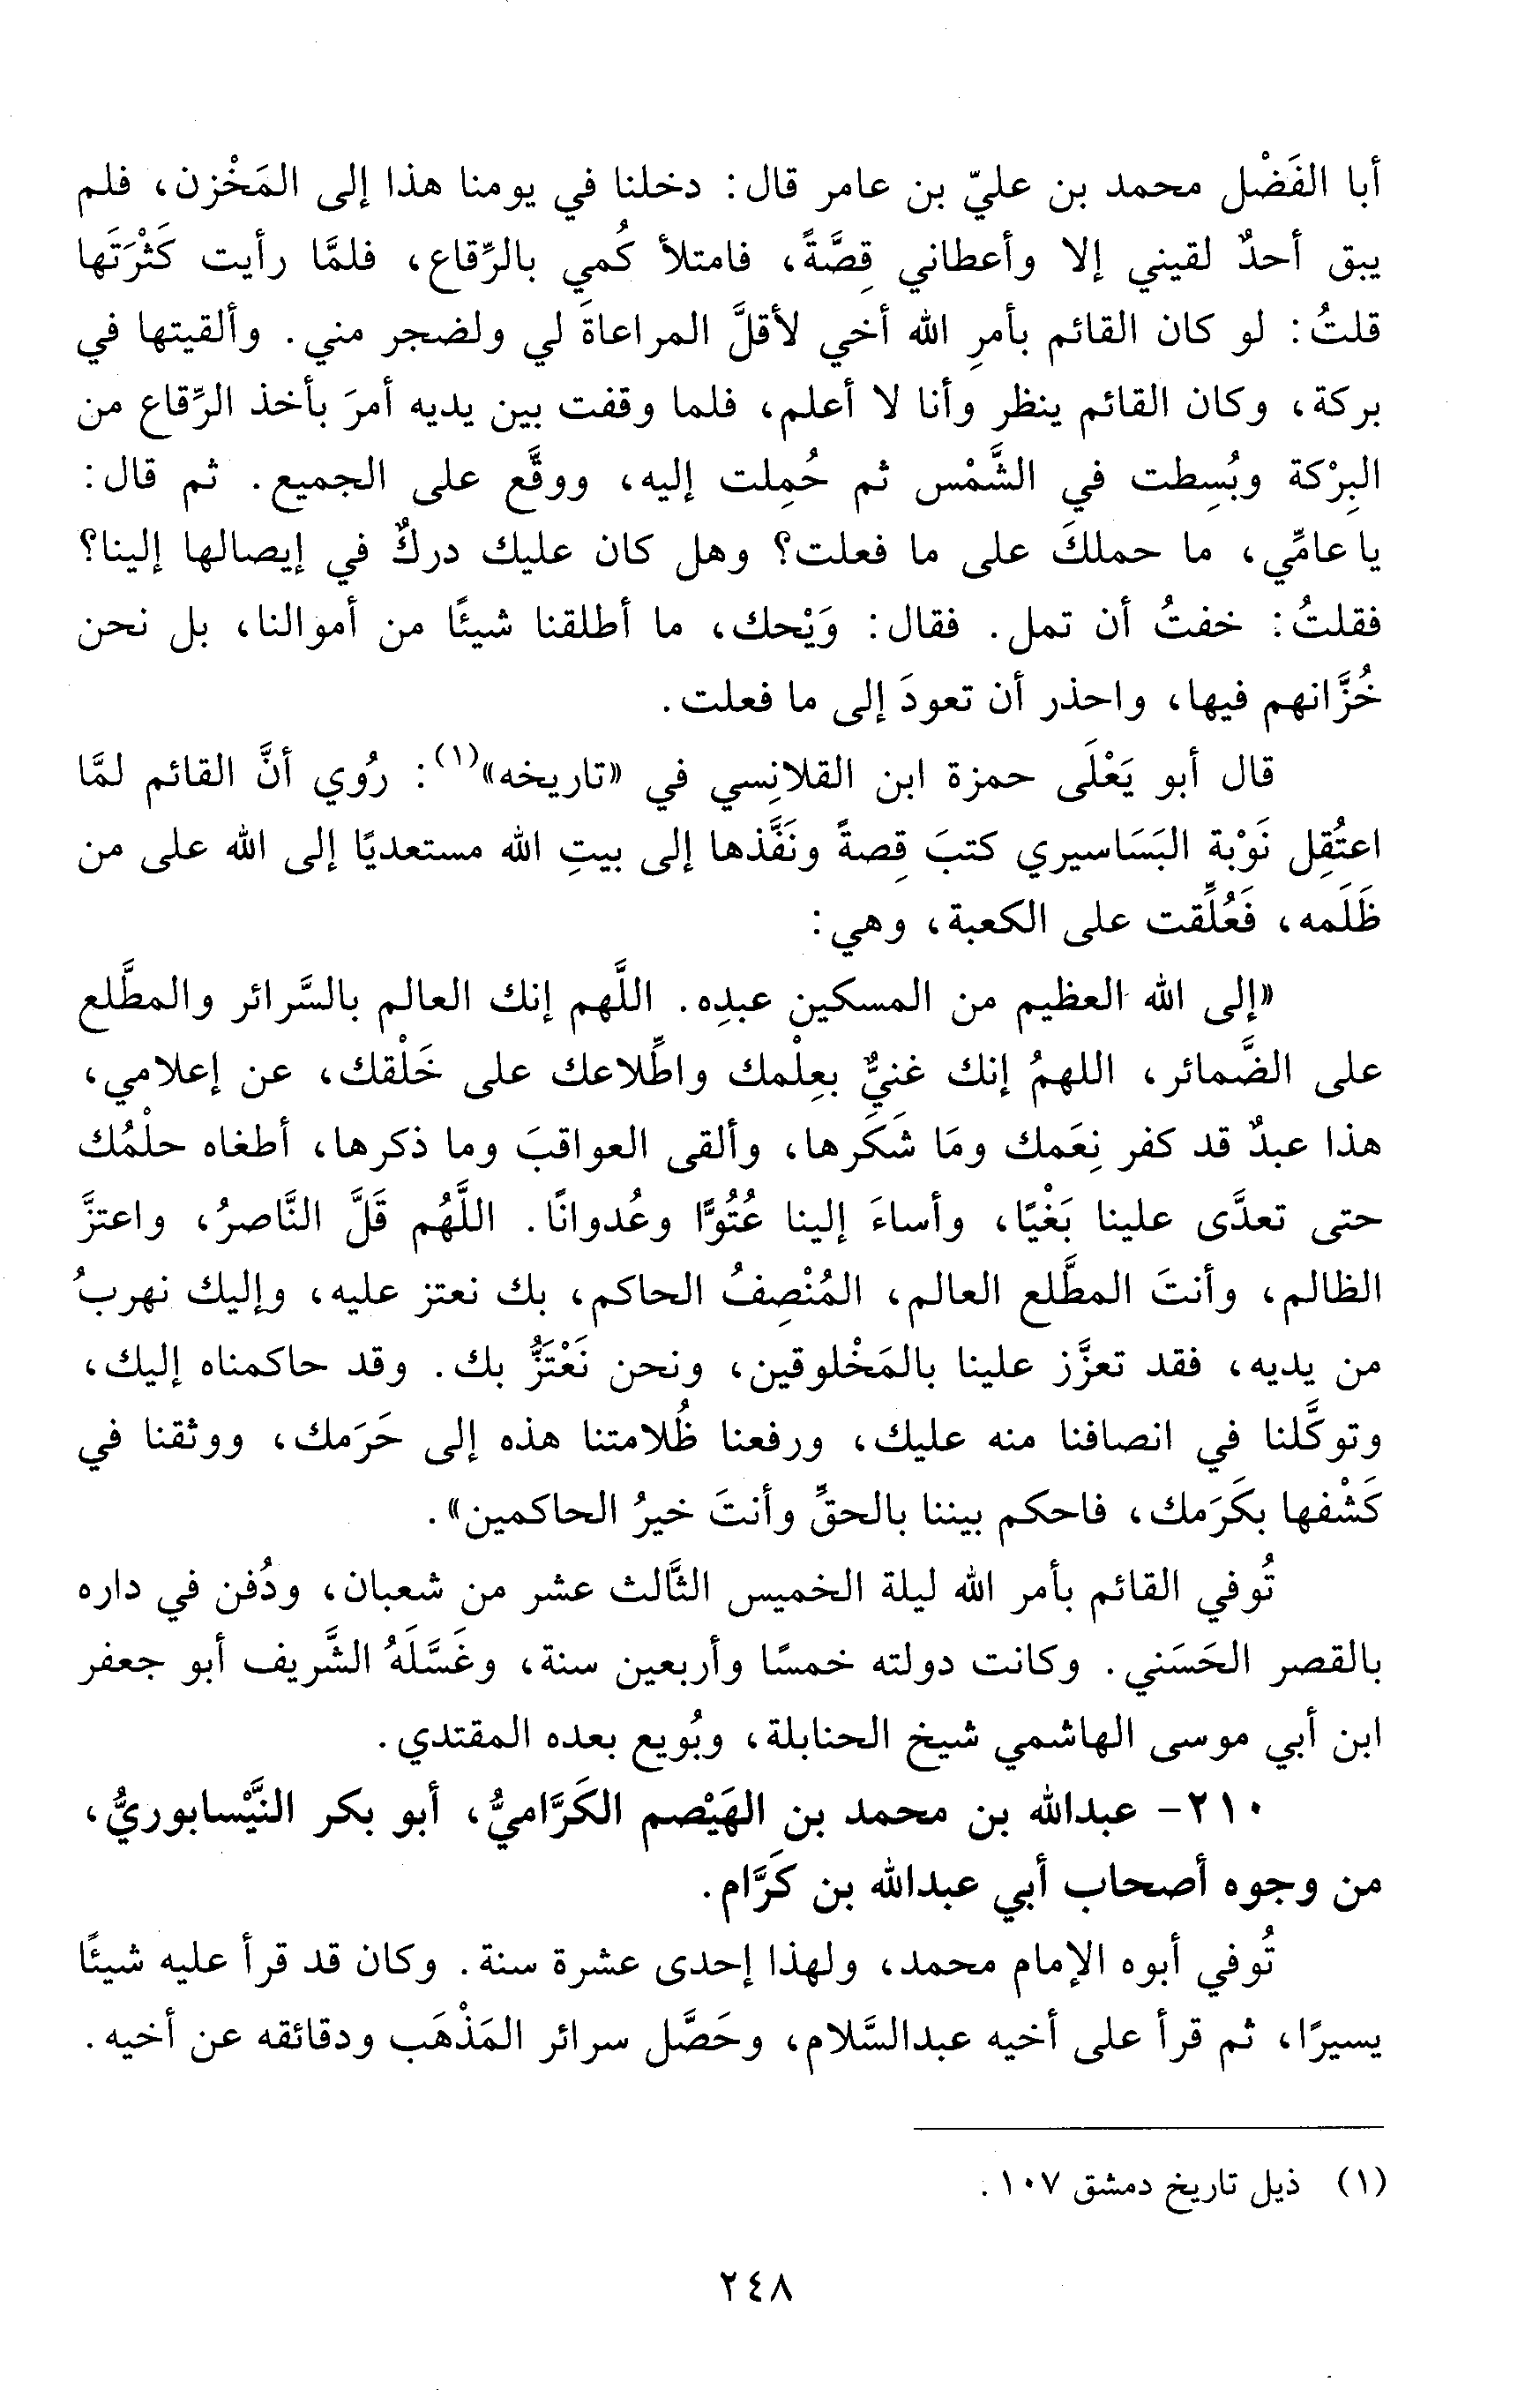 أبا الفَضْل محمد بن عليّ بن عامر قال: دخلنا في يومنا هذا إلى المَخْزن، فلم
يبق أحدٌ لقيني إلا وأعطاني قِصَّةً، فامتلأ كُمي بالرِّقاع، فلمَّا رأيت كَثْرَتَها
قلتُ: لو كان القائم بأمرِ الله أخي لأقلَّ المراعاةَ لي ولضجر مني. وألقيتها في
بركة، وكان القائم ينظر وأنا لا أعلم، فلما وقفت بين يديه أمرَ بأخذ الرِّقاع من
البِرْكة وبُسِطت في الشَّمْس ثم حُمِلت إليه، ووقَّع على الجميع. ثم قال:
يا عامِّي، ما حملكَ على ما فعلت؟ وهل كان عليك دركٌ في إيصالها إلينا؟
فقلتُ: خفتُ أن تمل. فقال: وَيْحك، ما أطلقنا شيئًا من أموالنا، بل نحن
خُزَّانهم فيها، واحذر أن تعودَ إلى ما فعلت.
قال أبو يَعْلَى حمزة ابن القلانِسي في «تاريخه»(١): رُوي أنَّ القائم لمَّا
اعتُقِل نَوْبة البَسَاسيري كتبَ قِصةً ونَفَّذها إلى بيتِ الله مستعديًا إلى الله على من
ظَلَمه، فَعُلِّقت على الكعبة، وهي:
«إلى الله العظيم من المسكين عبدِه. اللَّهم إنك العالم بالسَّرائر والمطَّلع
على الضَّمائر، اللهمُ إنك غنيٌّ بعِلْمك واطِّلاعك على خَلْقك، عن إعلامي،
هذا عبدٌ قد كفر نِعَمك ومَا شَكَرها، وألقى العواقبَ وما ذكرها، أطغاه حلْمُك
حتى تعدَّى علينا بَغْيًا، وأساءَ إلينا عُتُوًّا وعُدوانًا. اللَّهُم قَلَّ النَّاصرُ، واعتزَّ
الظالم، وأنتَ المطَّلع العالم، المُنْصِفُ الحاكم، بك نعتز عليه، وإليك نهربُ
من يديه، فقد تعزَّز علينا بالمَخْلوقين، ونحن نَعْتَزُّ بك. وقد حاكمناه إليك،
وتوكَّلنا في انصافنا منه عليك، ورفعنا ظُلامتنا هذه إلى حَرَمك، ووثقنا في
كَشْفها بكَرَمك، فاحكم بيننا بالحقِّ وأنتَ خيرُ الحاكمين».
تُوفي القائم بأمر الله ليلة الخميس الثَّالث عشر من شعبان، ودُفن في داره
بالقصر الحَسَني. وكانت دولته خمسًا وأربعين سنة، وغَسَّلَهُ الشَّريف أبو جعفر
ابن أبي موسى الهاشمي شيخ الحنابلة، وبُويع بعده المقتدي.
٢١٠- عبدالله بن محمد بن الهَيْصم الكَرَّاميُّ، أبو بكر النَّيْسابوريُّ،
من وجوه أصحاب أبي عبدالله بن كَرَّام.
تُوفي أبوه الإمام محمد، ولهذا إحدى عشرة سنة. وكان قد قرأ عليه شيئًا
يسيرًا، ثم قرأ على أخيه عبدالسَّلام، وحَصَّل سرائر المَذْهَب ودقائقه عن أخيه.
(١) ذيل تاريخ دمشق ١٠٧.
٢٤٨